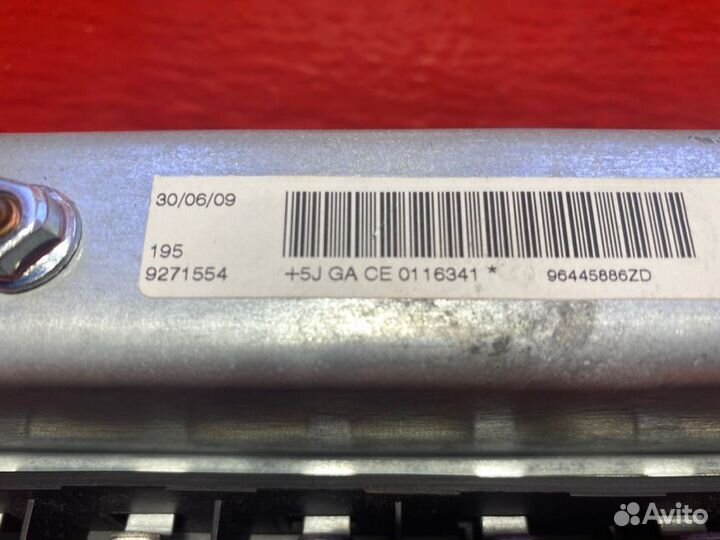 30/06/09
195
9271554
+5J GA CE 0116341 *
96445886ZD
Avito